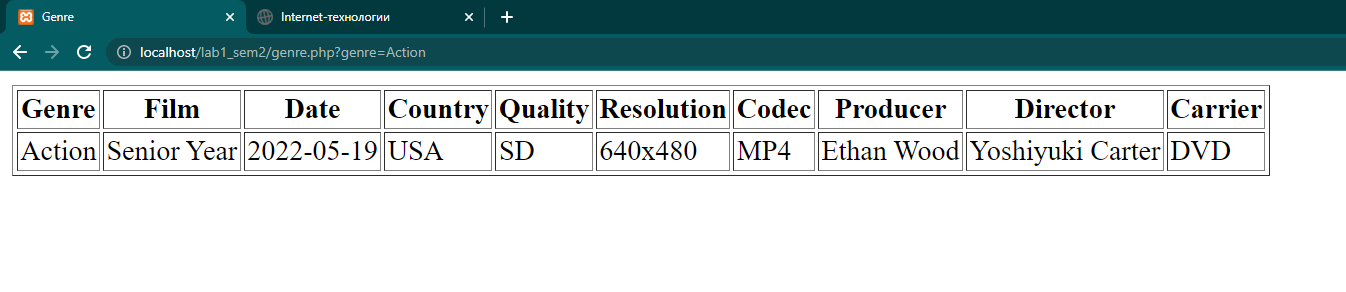 Genre Internet-технологии
localhost/lab1_sem2/genre.php?genre=Action
Genre Film Date Country Quality Resolution Codec Producer Director Carrier
Action Senior Year 2022-05-19 USA SD 640x480 MP4 Ethan Wood Yoshiyuki Carter DVD